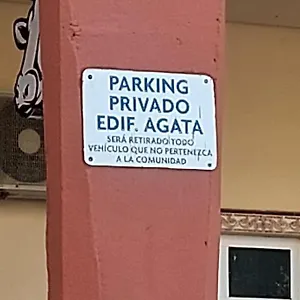 PARKING
PRIVADO
EDIF. AGATA
SERÁ RETIRADO TODO
VEHÍCULO QUE NO PERTENEZCA
A LA COMUNIDAD